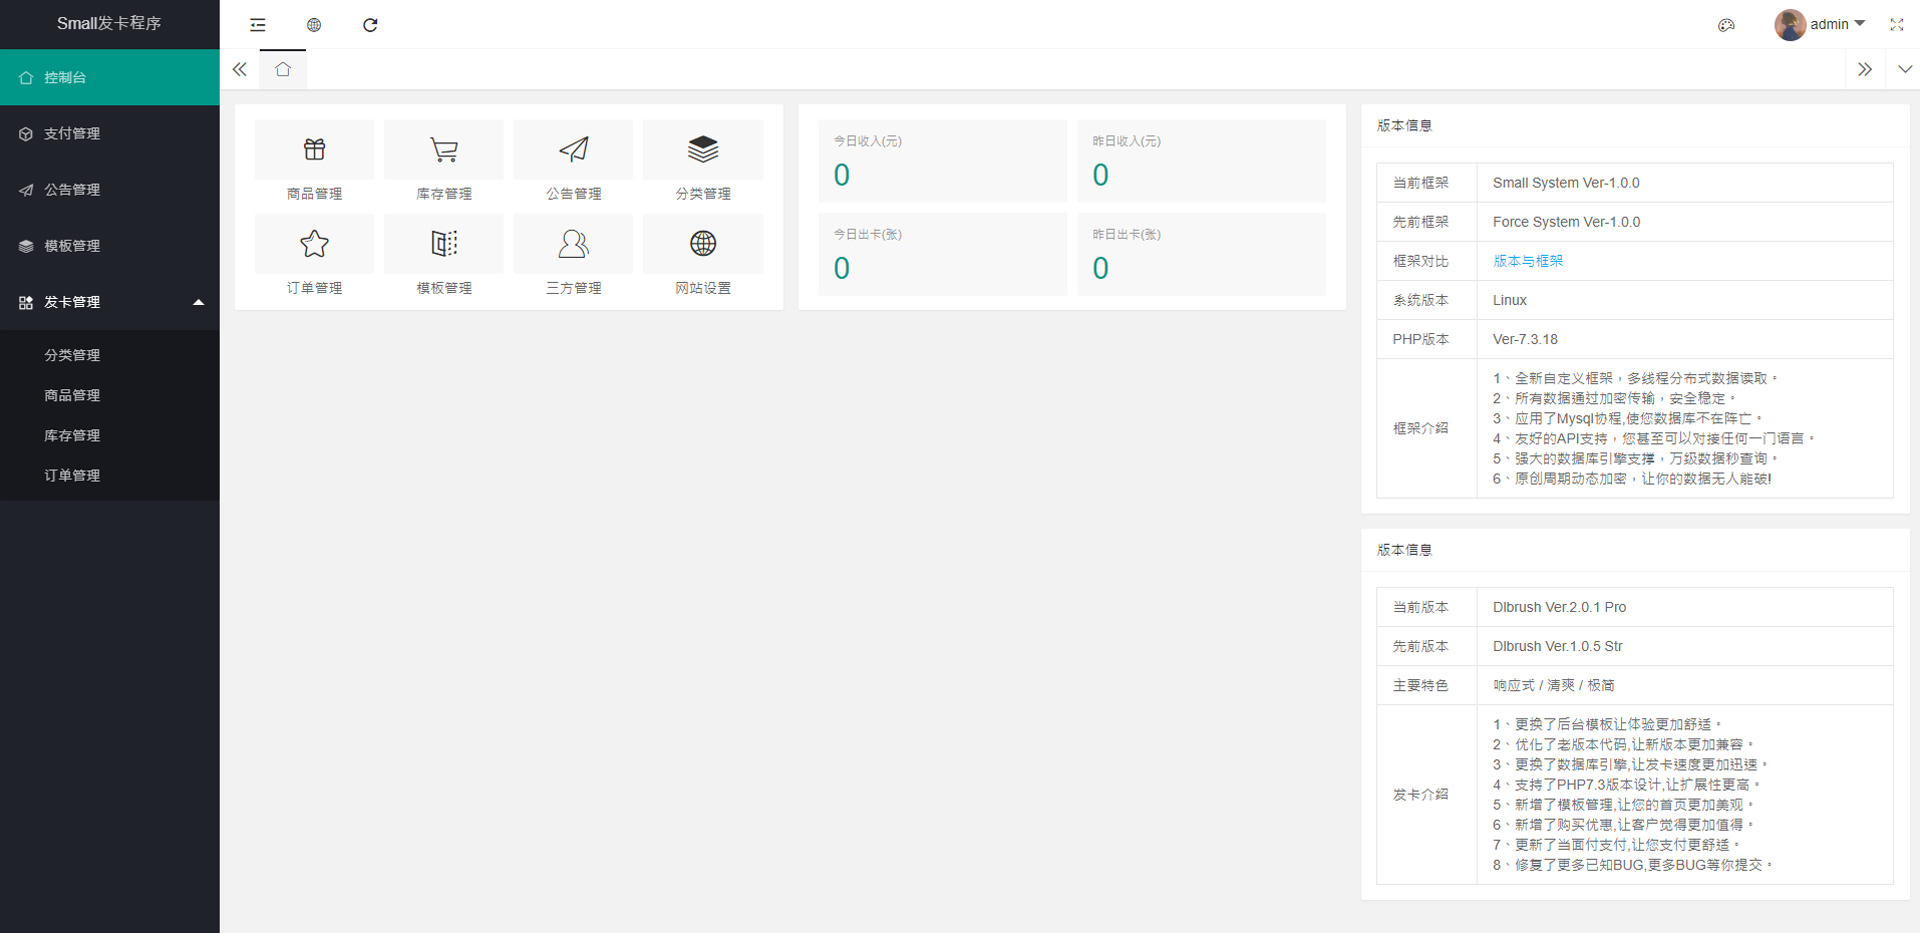 Small发卡程序
admin
控制台
支付管理
公告管理
模板管理
发卡管理
分类管理
商品管理
库存管理
订单管理
商品管理
库存管理
公告管理
分类管理
订单管理
模板管理
三方管理
网站设置
今日收入(元)
0
昨日收入(元)
0
今日出卡(张)
0
昨日出卡(张)
0
版本信息
当前框架 Small System Ver-1.0.0
先前框架 Force System Ver-1.0.0
框架对比 版本与框架
系统版本 Linux
PHP版本 Ver-7.3.18
框架介绍
1、全新自定义框架，多线程分布式数据读取。
2、所有数据通过加密传输，安全稳定。
3、应用了Mysql协程,使您数据库不在阵亡。
4、友好的API支持，您甚至可以对接任何一门语言。
5、强大的数据库引擎支撑，万级数据秒查询。
6、原创周期动态加密，让你的数据无人能破!
版本信息
当前版本 Dlbrush Ver.2.0.1 Pro
先前版本 Dlbrush Ver.1.0.5 Str
主要特色 响应式 / 清爽 / 极简
发卡介绍
1、更换了后台模板让体验更加舒适。
2、优化了老版本代码,让新版本更加兼容。
3、更换了数据库引擎,让发卡速度更加迅速。
4、支持了PHP7.3版本设计,让扩展性更高。
5、新增了模板管理,让您的首页更加美观。
6、新增了购买优惠,让客户觉得更加值得。
7、更新了当面付支付,让您支付更舒适。
8、修复了更多已知BUG,更多BUG等你提交。